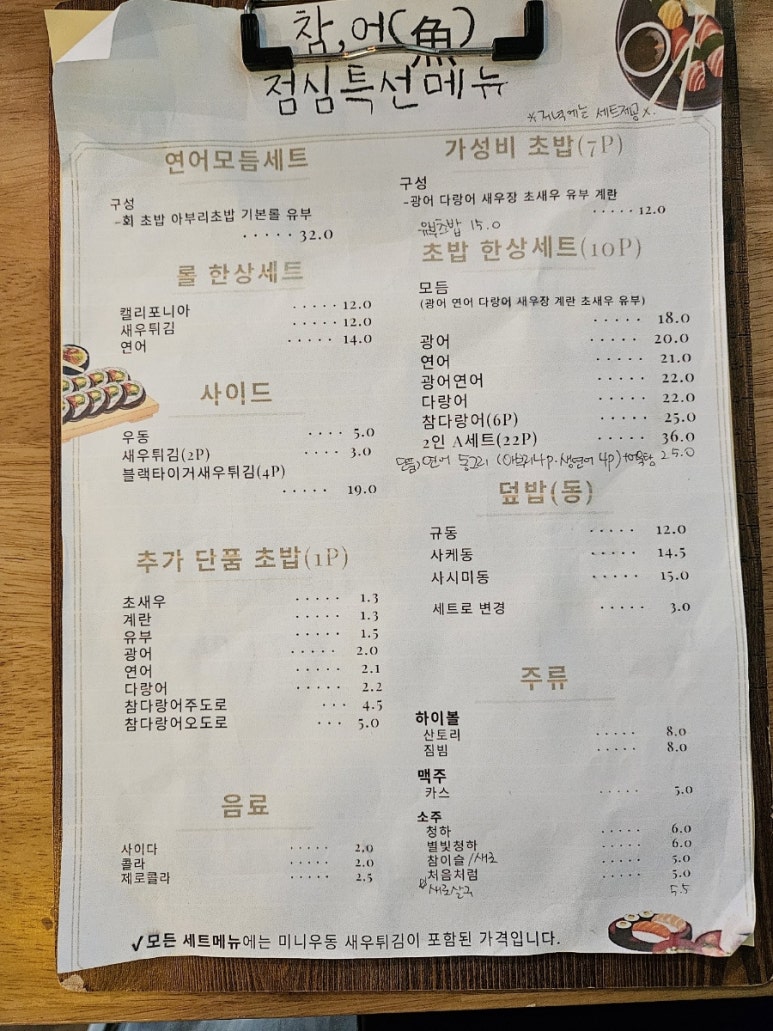 참,어(魚)
점심특선메뉴
※저녁에는 세트제공 x.
연어모듬세트
구성
-회 초밥 아부리초밥 기본롤 유부
·····32.0
롤 한상세트
캘리포니아 ·····12.0
새우튀김 ·····12.0
연어 ····· 14.0
사이드
우동 ···· 5.0
새우튀김(2P) ···· 3.0
블랙타이거새우튀김(4P)
····· 19.0
추가 단품 초밥(1P)
초새우 ····· 1.3
계란 ····· 1.3
유부 ····· 1.5
광어 ····· 2.0
연어 ····· 2.1
다랑어 ····· 2.2
참다랑어주도로 ··· 4.5
참다랑어오도로 ··· 5.0
음료
사이다 ····· 2,0
콜라 ····· 2.0
제로콜라 ····· 2.5
가성비 초밥(7P)
구성
-광어 다랑어 새우장 초새우 유부 계란
·····12.0
유부초밥 15.0
초밥 한상세트(10P)
모듬
(광어 연어 다랑어 새우장 계란 초새우 유부)
····· 18.0
광어 ····· 20.0
연어 ····· 21.0
광어연어 ····· 22.0
다랑어 ····· 22.0
참다랑어(6P) ····· 25.0
2인 A세트(22P) ····· 36.0
연어 (아부리4p·생연어 4p) 25.0
덮밥(동)
규동 ····· 12.0
사케동 ····· 14.5
사시미동 ····· 15.0
세트로 변경 ····· 3.0
주류
하이볼
산토리 ····· 8.0
짐빔 ····· 8.0
맥주
카스 ····· 5.0
소주
청하 ····· 6.0
별빛청하 ····· 6.0
참이슬/새로 ····· 5.0
처음처럼 ····· 5.0
새로살구 5.5
✓모든 세트메뉴에는 미니우동 새우튀김이 포함된 가격입니다.